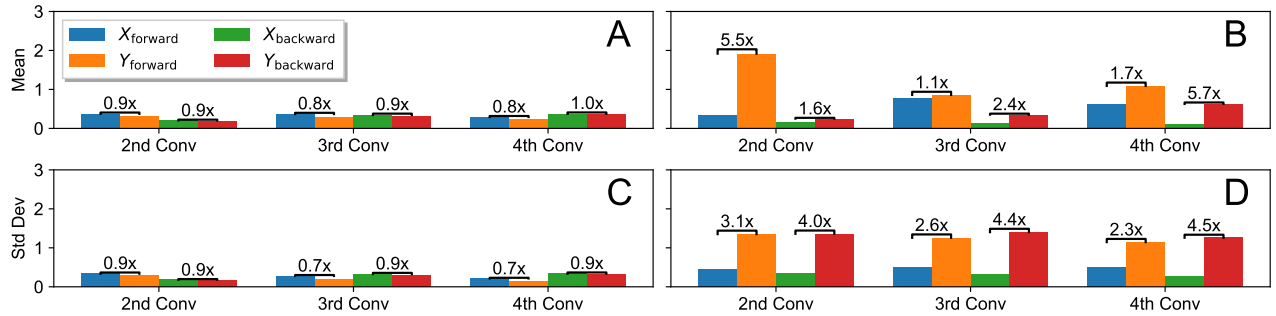 3
2
1
0
Mean
X_forward
X_backward
Y_forward
Y_backward
A
0.9x
0.9x
0.8x
0.9x
0.8x
1.0x
2nd Conv
3rd Conv
4th Conv
B
5.5x
1.6x
1.1x
2.4x
1.7x
5.7x
2nd Conv
3rd Conv
4th Conv
3
2
1
0
Std Dev
C
0.9x
0.9x
0.7x
0.9x
0.7x
0.9x
2nd Conv
3rd Conv
4th Conv
D
3.1x
4.0x
2.6x
4.4x
2.3x
4.5x
2nd Conv
3rd Conv
4th Conv